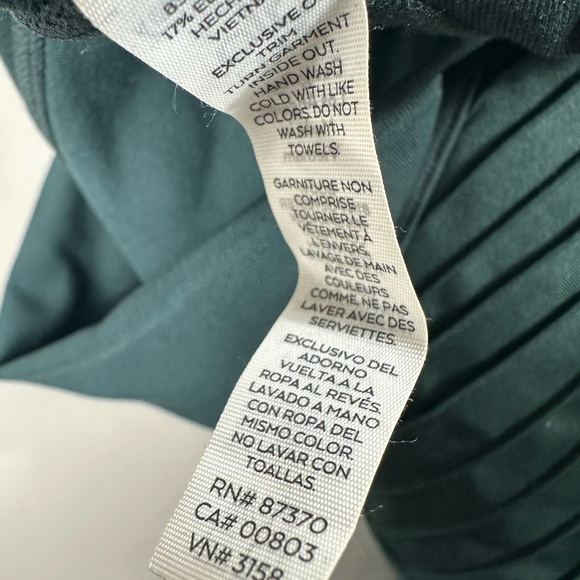 17% EL
HECH
VIETN
EXCLUSIVE O
TRIM
TURN GARMENT
INSIDE OUT.
HAND WASH
COLD WITH LIKE
COLORS. DO NOT
WASH WITH
TOWELS.
GARNITURE NON
COMPRISE
TOURNER LE
VÊTEMENT À
L'ENVERS.
LAVAGE DE MAIN
AVEC DES
COULEURS
COMME. NE PAS
LAVER AVEC DES
SERVIETTES.
EXCLUSIVO DEL
ADORNO
VUELTA A LA
ROPA AL REVÉS.
LAVADO A MANO
CON ROPA DEL
MISMO COLOR.
NO LAVAR CON
TOALLAS.
RN# 87370
CA# 00803
VN# 3158